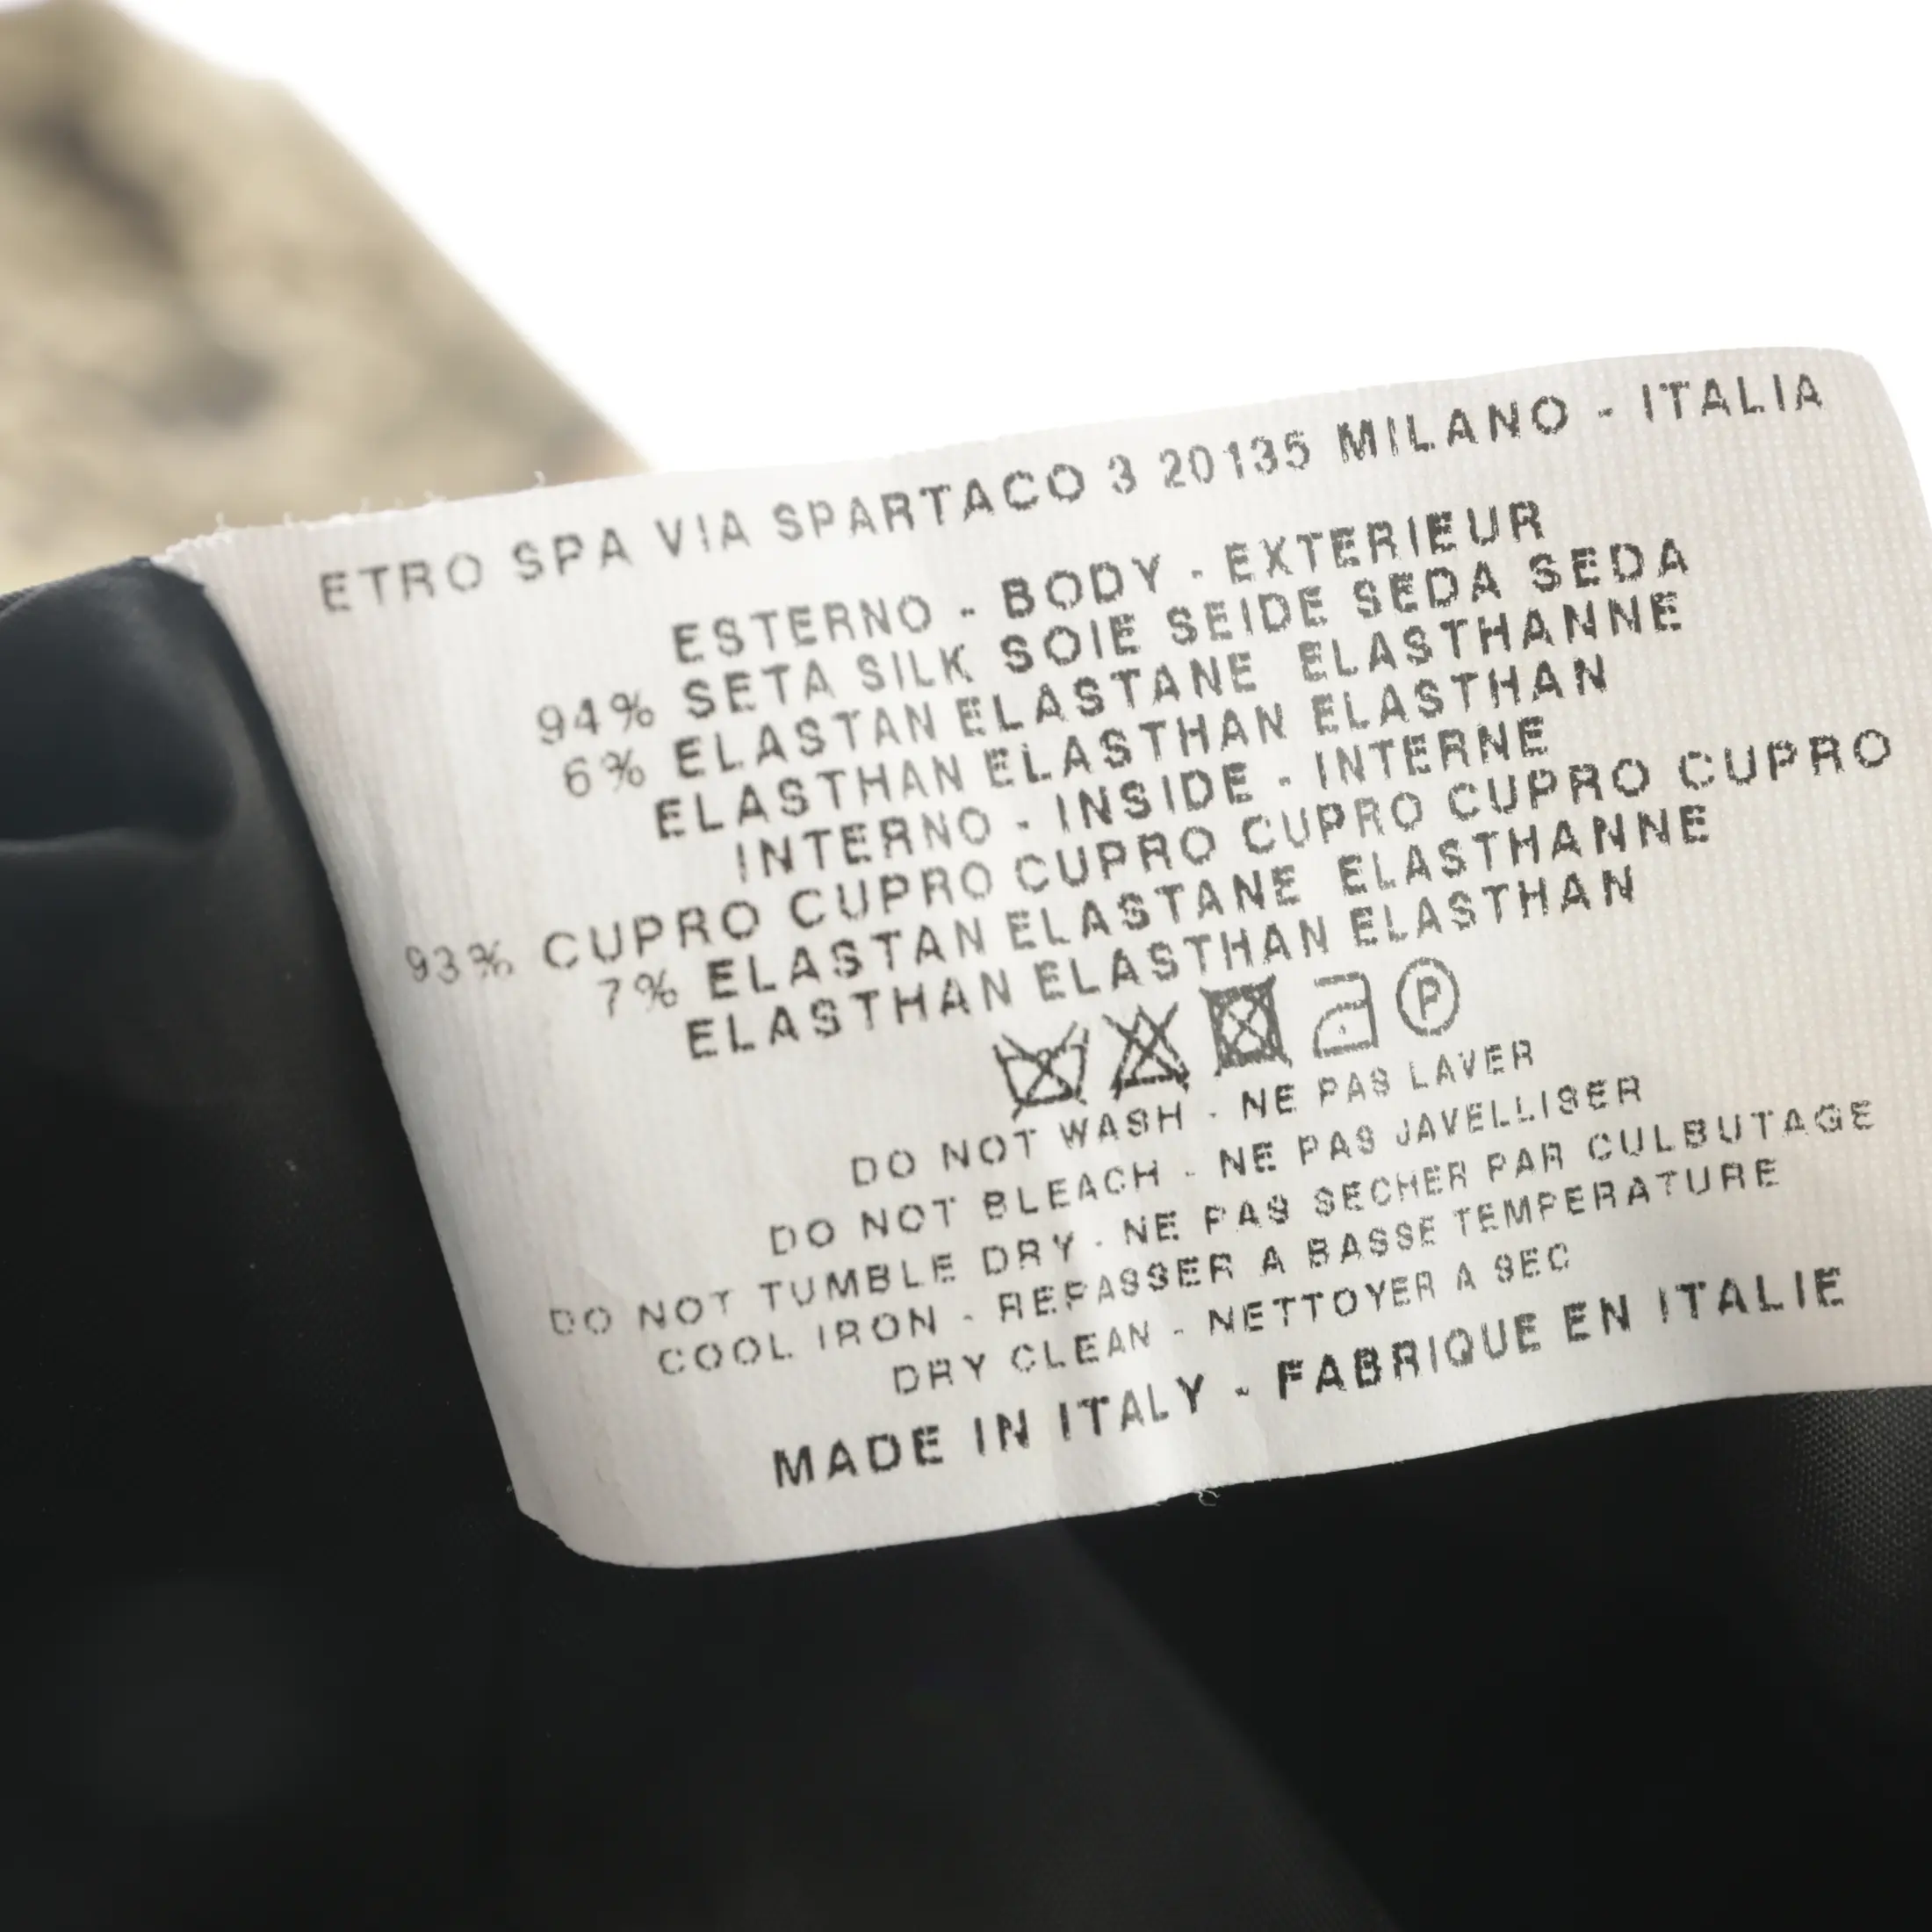 ETRO SPA VIA SPARTACO 3 20135 MILANO - ITALIA
ESTERNO - BODY - EXTERIEUR
94% SETA SILK SOIE SEIDE SEDA SEDA
6% ELASTAN ELASTANE ELASTHANNE
ELASTHAN ELASTHAN ELASTHAN
INTERNO - INSIDE - INTERNE
93% CUPRO CUPRO CUPRO CUPRO CUPRO CUPRO
7% ELASTAN ELASTANE ELASTHANNE
ELASTHAN ELASTHAN ELASTHAN
P
DO NOT WASH - NE PAS LAVER
DO NOT BLEACH - NE PAS JAVELLISER
DO NOT TUMBLE DRY - NE PAS SECHER PAR CULBUTAGE
COOL IRON - REPASSER A BASSE TEMPERATURE
DRY CLEAN - NETTOYER A SEC
MADE IN ITALY - FABRIQUE EN ITALIE